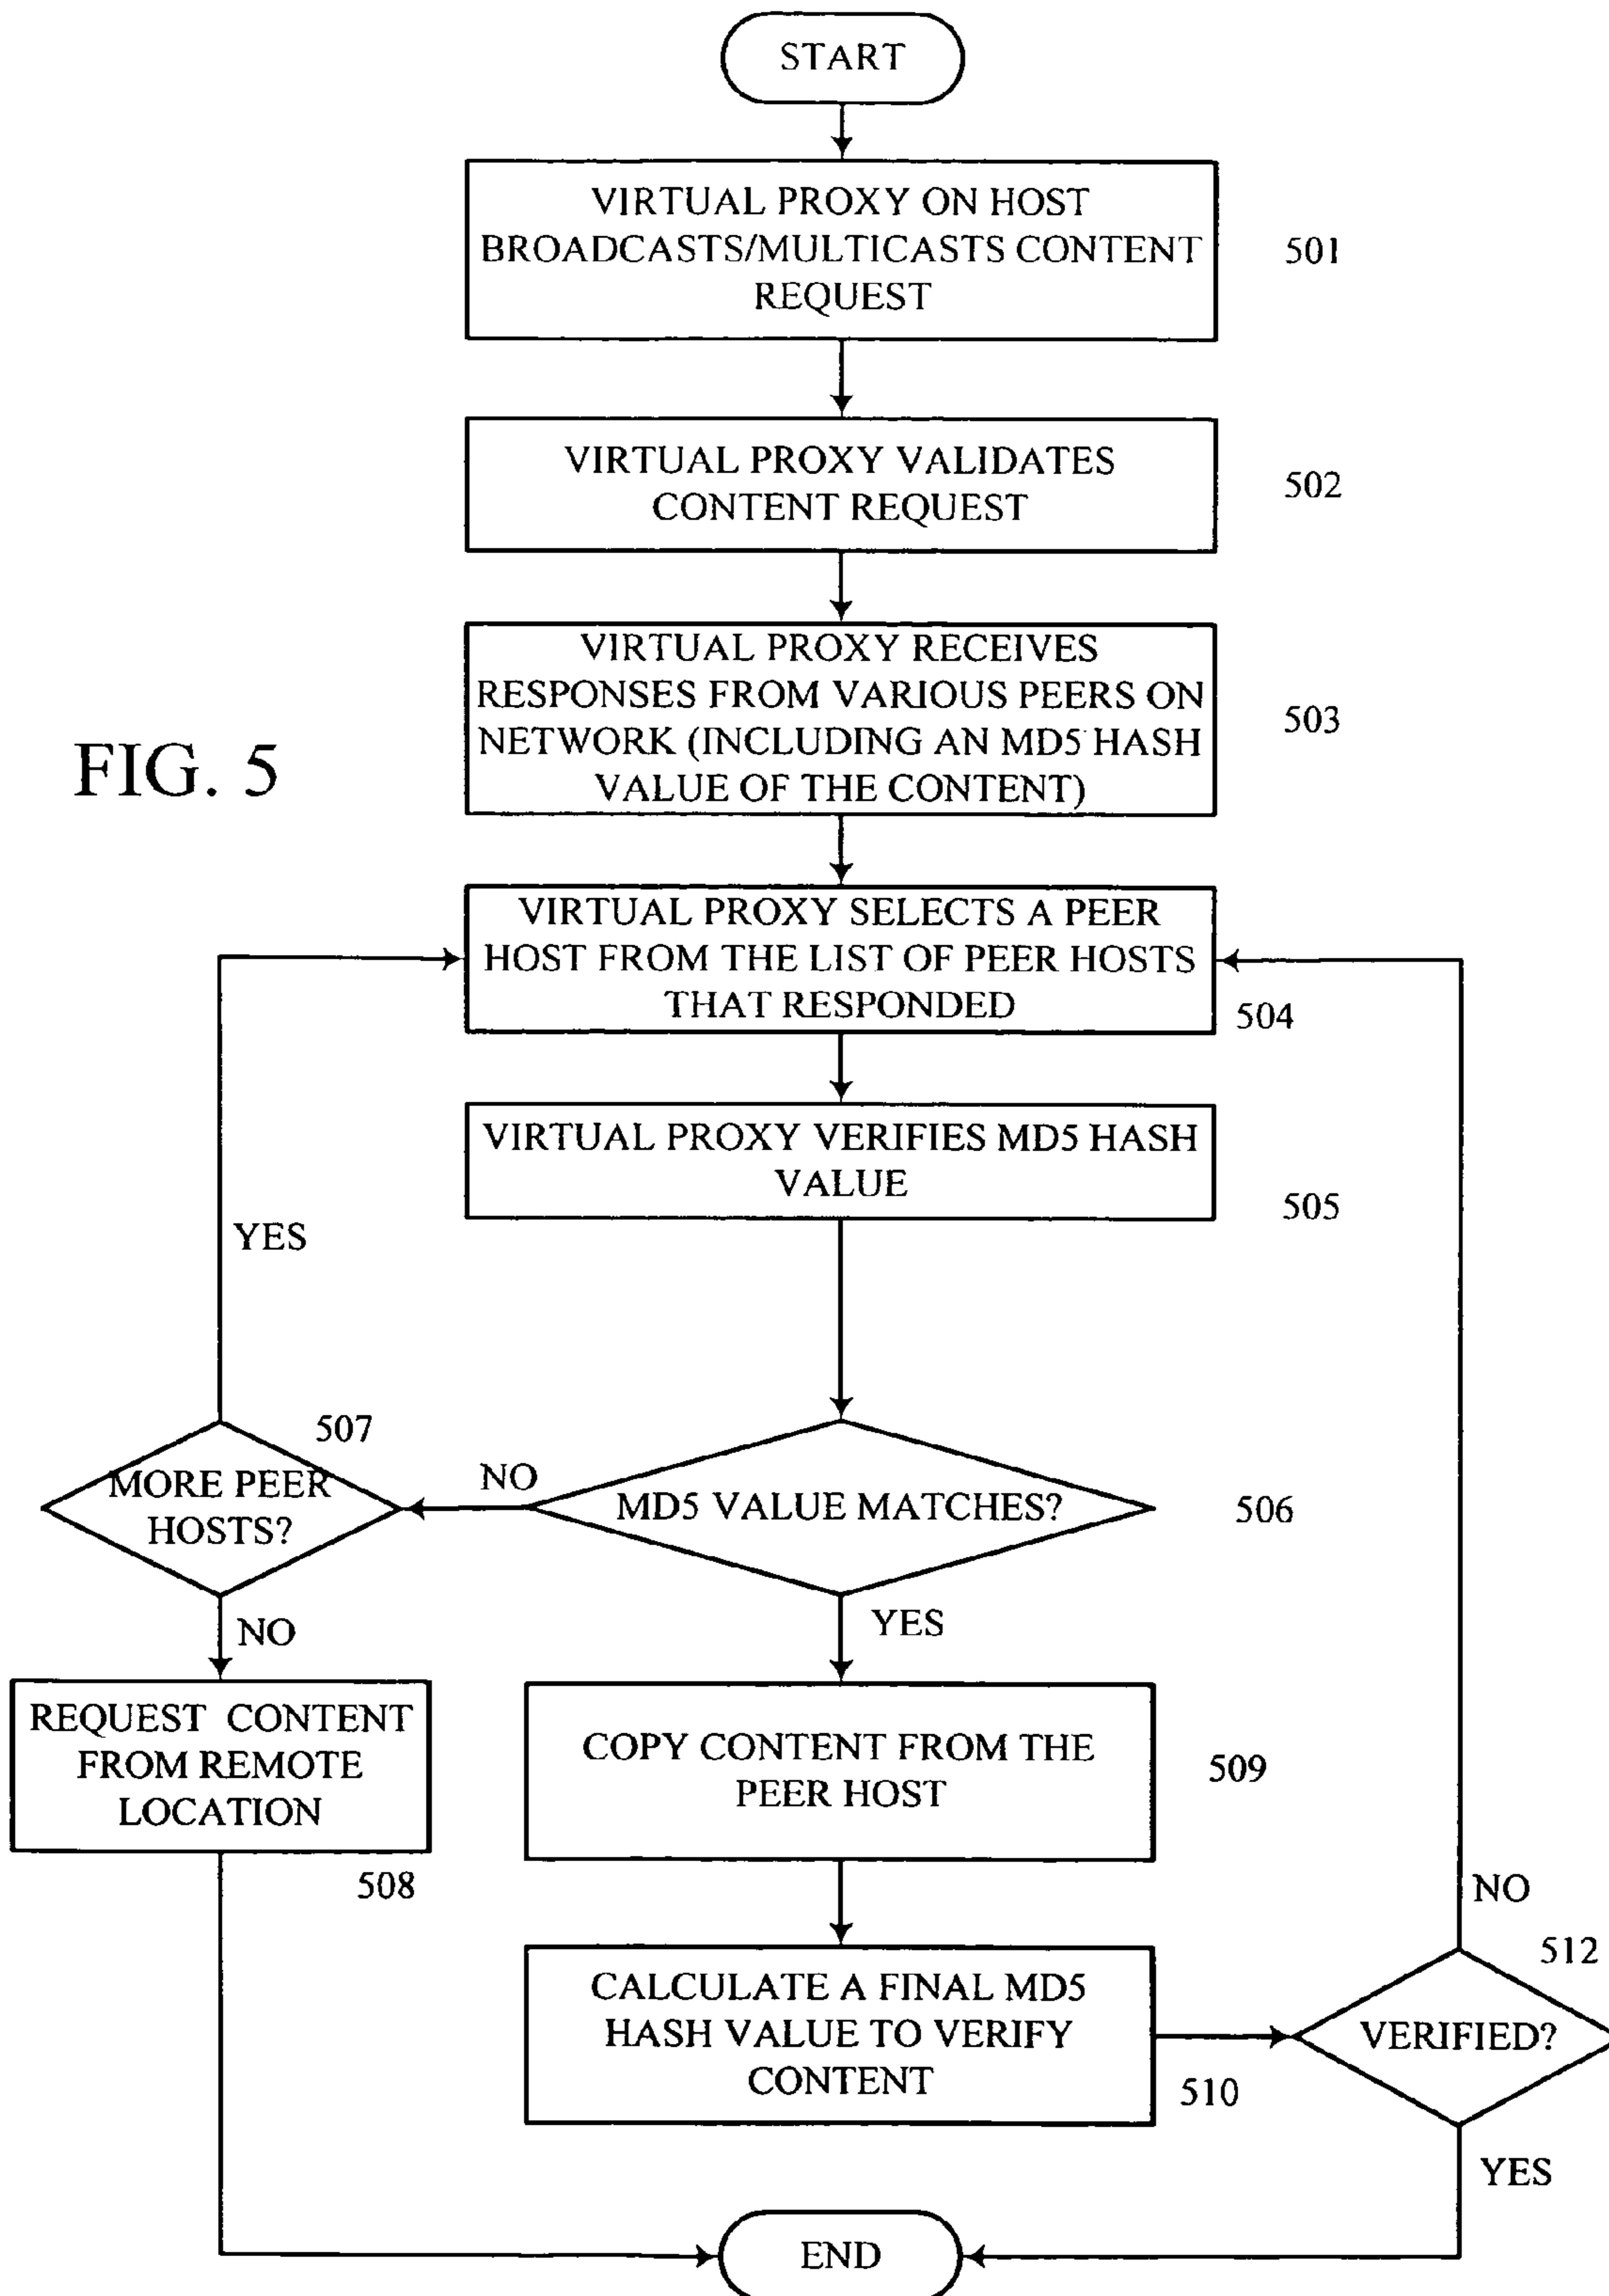 START
VIRTUAL PROXY ON HOST
BROADCASTS/MULTICASTS CONTENT
REQUEST
501
VIRTUAL PROXY VALIDATES
CONTENT REQUEST
502
VIRTUAL PROXY RECEIVES
RESPONSES FROM VARIOUS PEERS ON
NETWORK (INCLUDING AN MD5 HASH
VALUE OF THE CONTENT)
503
FIG. 5
VIRTUAL PROXY SELECTS A PEER
HOST FROM THE LIST OF PEER HOSTS
THAT RESPONDED
504
VIRTUAL PROXY VERIFIES MD5 HASH
VALUE
505
YES
507
MORE PEER
HOSTS?
NO
MD5 VALUE MATCHES?
506
NO
YES
REQUEST CONTENT
FROM REMOTE
LOCATION
508
COPY CONTENT FROM THE
PEER HOST
509
NO
512
CALCULATE A FINAL MD5
HASH VALUE TO VERIFY
CONTENT
510
VERIFIED?
YES
END